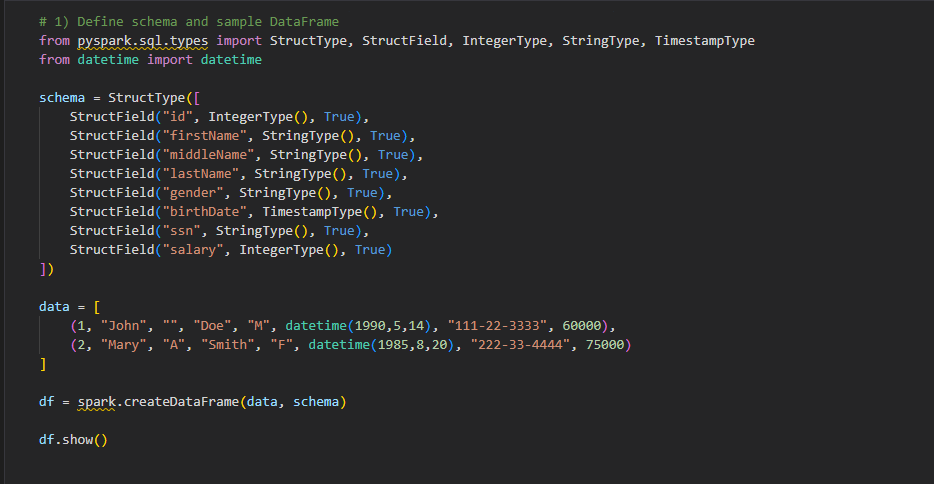 # 1) Define schema and sample DataFrame
from pyspark.sql.types import StructType, StructField, IntegerType, StringType, TimestampType
from datetime import datetime

schema = StructType([
    StructField("id", IntegerType(), True),
    StructField("firstName", StringType(), True),
    StructField("middleName", StringType(), True),
    StructField("lastName", StringType(), True),
    StructField("gender", StringType(), True),
    StructField("birthDate", TimestampType(), True),
    StructField("ssn", StringType(), True),
    StructField("salary", IntegerType(), True)
])

data = [
    (1, "John", "", "Doe", "M", datetime(1990,5,14), "111-22-3333", 60000),
    (2, "Mary", "A", "Smith", "F", datetime(1985,8,20), "222-33-4444", 75000)
]

df = spark.createDataFrame(data, schema)

df.show()